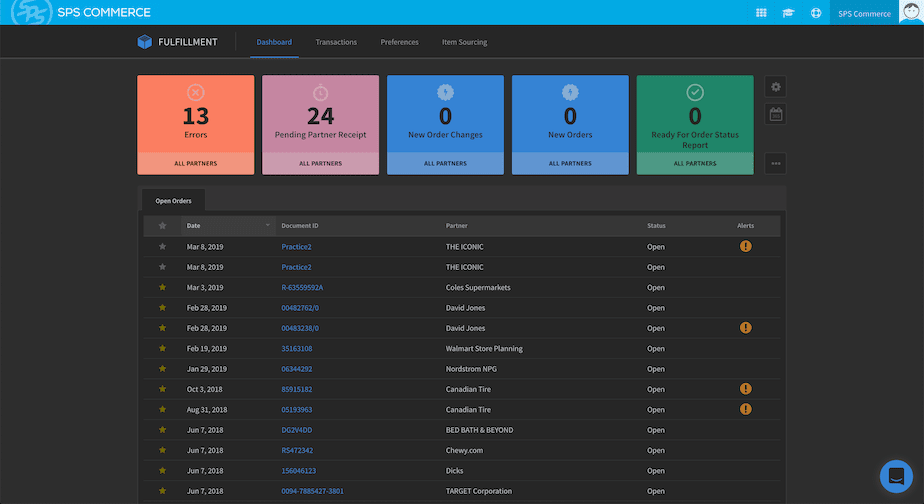 SPS SPS COMMERCE SPS Commerce
FULFILLMENT Dashboard Transactions Preferences Item Sourcing
13 24 0 0 0
Errors Pending Partner Receipt New Order Changes New Orders Ready For Order Status
Report
ALL PARTNERS ALL PARTNERS ALL PARTNERS ALL PARTNERS ALL PARTNERS
Open Orders
Date Document ID Partner Status Alerts
Mar 8, 2019 Practice2 THE ICONIC Open
Mar 8, 2019 Practice2 THE ICONIC Open
Mar 3, 2019 R-63559592A Coles Supermarkets Open
Feb 28, 2019 00482762/0 David Jones Open
Feb 28, 2019 00483238/0 David Jones Open
Feb 19, 2019 35163108 Walmart Store Planning Open
Jan 29, 2019 06344292 Nordstrom NPG Open
Oct 3, 2018 85915182 Canadian Tire Open
Aug 31, 2018 05193963 Canadian Tire Open
Jun 7, 2018 DG2V4DD BED BATH & BEYOND Open
Jun 7, 2018 RS472342 Chewy.com Open
Jun 7, 2018 156046123 Dicks Open
Jun 7, 2018 0094-7885427-3801 TARGET Corporation Open